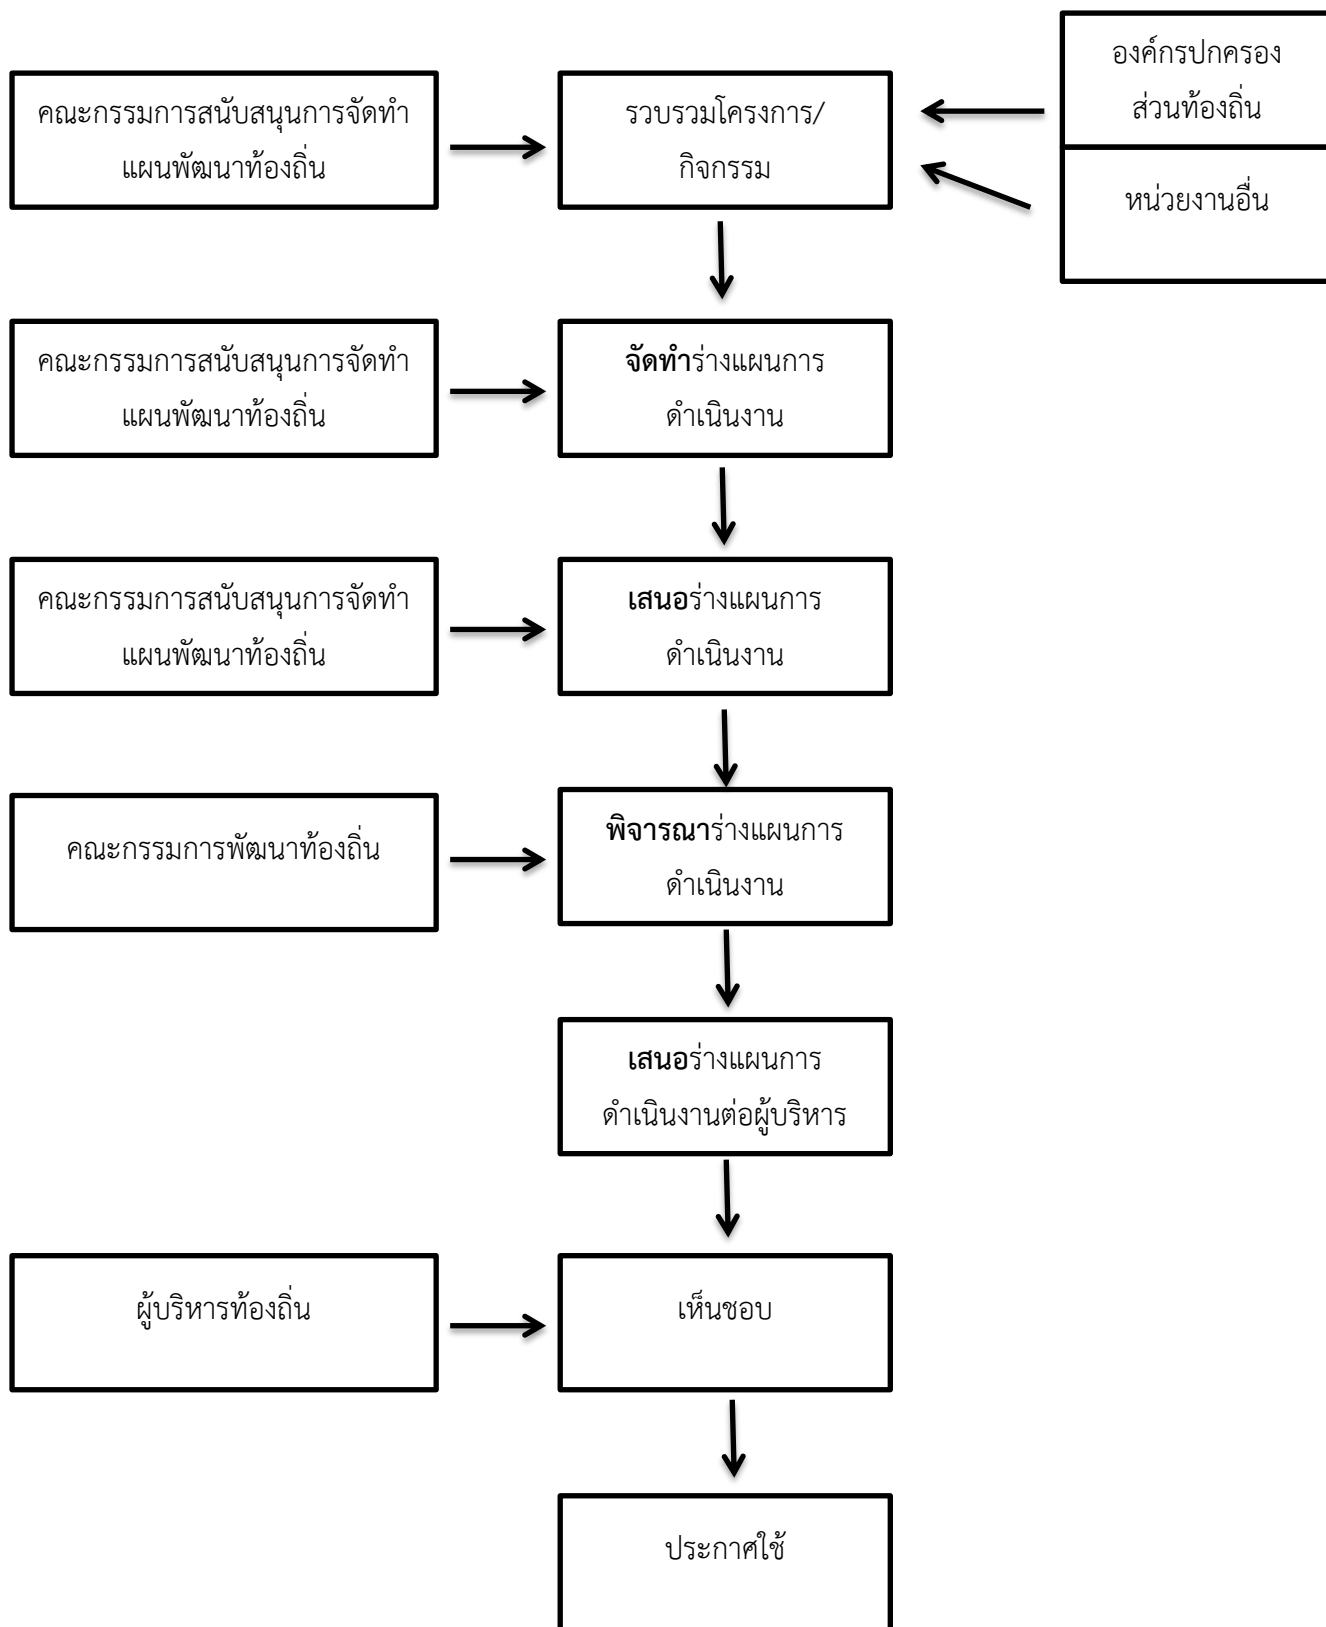 คณะกรรมการสนับสนุนการจัดทำ
แผนพัฒนาท้องถิ่น
รวบรวมโครงการ/
กิจกรรม
องค์กรปกครอง
ส่วนท้องถิ่น
หน่วยงานอื่น
คณะกรรมการสนับสนุนการจัดทำ
แผนพัฒนาท้องถิ่น
จัดทำร่างแผนการ
ดำเนินงาน
คณะกรรมการสนับสนุนการจัดทำ
แผนพัฒนาท้องถิ่น
เสนอร่างแผนการ
ดำเนินงาน
คณะกรรมการพัฒนาท้องถิ่น
พิจารณาร่างแผนการ
ดำเนินงาน
เสนอร่างแผนการ
ดำเนินงานต่อผู้บริหาร
ผู้บริหารท้องถิ่น
เห็นชอบ
ประกาศใช้